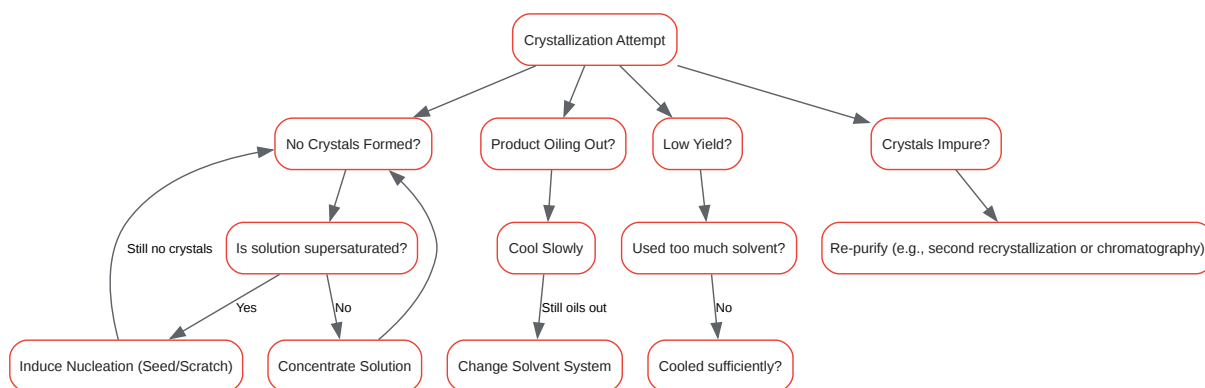 Crystallization Attempt
No Crystals Formed?
Product Oiling Out?
Low Yield?
Crystals Impure?
Still no crystals
Is solution supersaturated?
Cool Slowly
Used too much solvent?
Re-purify (e.g., second recrystallization or chromatography)
Yes
No
Still oils out
No
Induce Nucleation (Seed/Scratch)
Concentrate Solution
Change Solvent System
Cooled sufficiently?